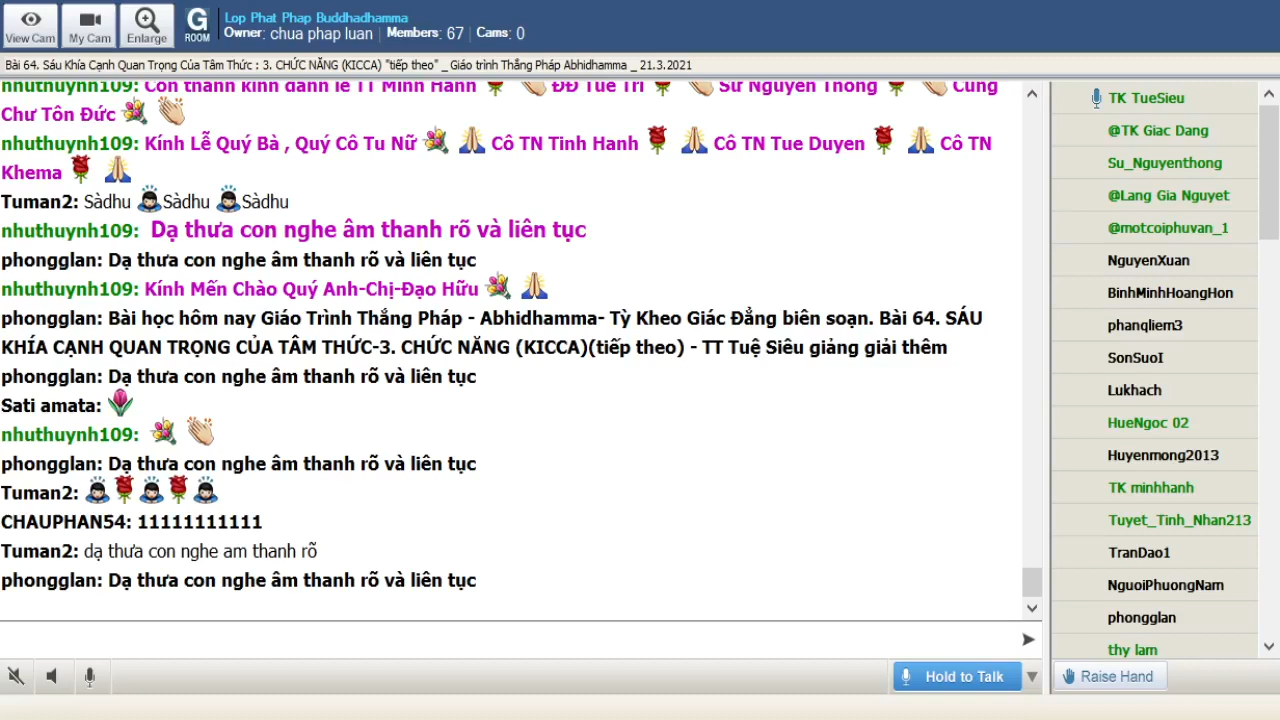 View Cam
My Cam
Enlarge
G
ROOM
Lop Phat Phap Buddhadhamma
Owner: chua phap luan Members: 67 Cams: 0
Bài 64. Sáu Khía Cạnh Quan Trọng Của Tâm Thức : 3. CHỨC NĂNG (KICCA) "tiếp theo" _ Giáo trình Thắng Pháp Abhidhamma _ 21.3.2021
nhuthuynh109: Con thành kính đảnh lễ TT Minh Hạnh ĐĐ Tuệ Trí Sư Nguyên Thông Cùng
Chư Tôn Đức
nhuthuynh109: Kính Lễ Quý Bà , Quý Cô Tu Nữ Cô TN Tinh Hanh Cô TN Tue Duyen Cô TN
Khema
Tuman2: Sàdhu Sàdhu Sàdhu
nhuthuynh109: Dạ thưa con nghe âm thanh rõ và liên tục
phongglan: Dạ thưa con nghe âm thanh rõ và liên tục
nhuthuynh109: Kính Mến Chào Quý Anh-Chị-Đạo Hữu
phongglan: Bài học hôm nay Giáo Trình Thắng Pháp - Abhidhamma- Tỳ Kheo Giác Đẳng biên soạn. Bài 64. SÁU
KHÍA CẠNH QUAN TRỌNG CỦA TÂM THỨC-3. CHỨC NĂNG (KICCA)(tiếp theo) - TT Tuệ Siêu giảng giải thêm
phongglan: Dạ thưa con nghe âm thanh rõ và liên tục
Sati amata:
nhuthuynh109:
phongglan: Dạ thưa con nghe âm thanh rõ và liên tục
Tuman2:
CHAUPHAN54: 11111111111
Tuman2: dạ thưa con nghe am thanh rõ
phongglan: Dạ thưa con nghe âm thanh rõ và liên tục
Hold to Talk
TK TueSieu
@TK Giac Dang
Su_Nguyenthong
@Lang Gia Nguyet
@motcoiphuvan_1
NguyenXuan
BinhMinhHoangHon
phanqliem3
SonSuoI
Lukhach
HueNgoc 02
Huyenmong2013
TK minhhanh
Tuyet_Tinh_Nhan213
TranDao1
NguoiPhuongNam
phongglan
thy lam
Raise Hand